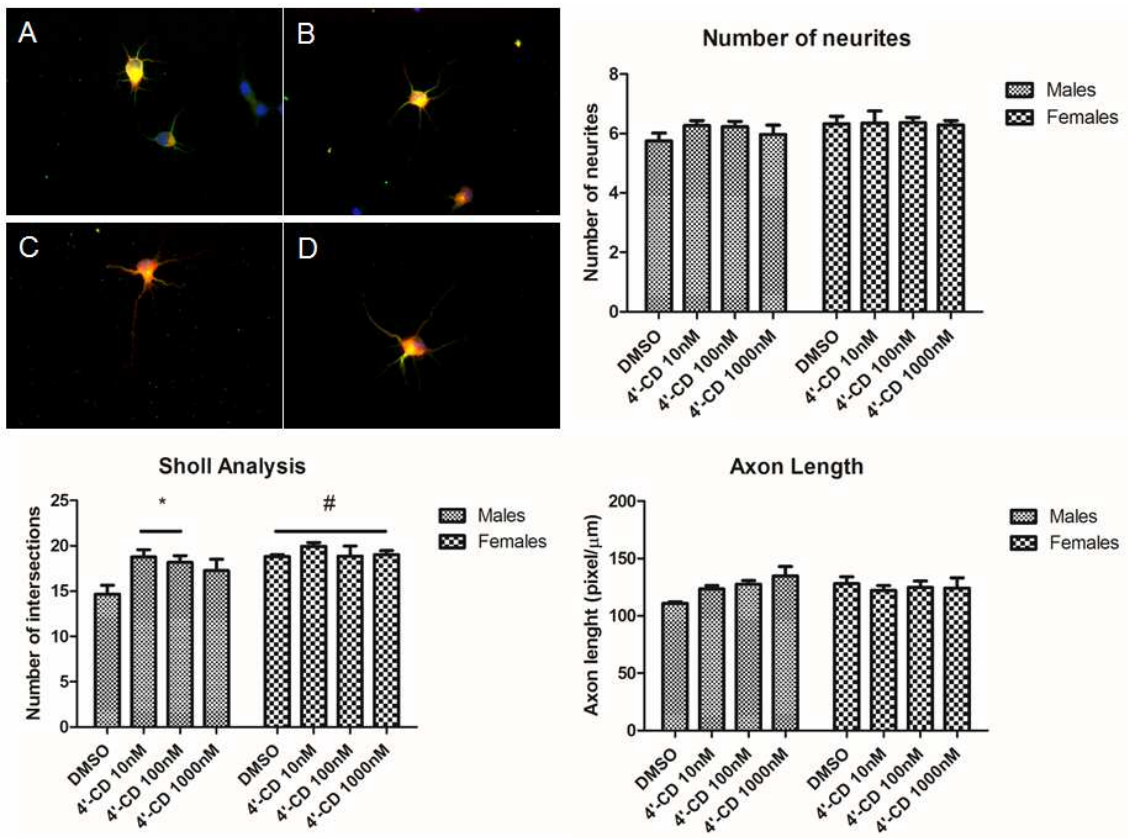 A
B
C
D
Number of neurites
Number of neurites
8
6
4
2
0
DMSO
4'-CD 10nM
4'-CD 100nM
4'-CD 1000nM
DMSO
4'-CD 10nM
4'-CD 100nM
4'-CD 1000nM
Males
Females
Sholl Analysis
Number of intersections
25
20
15
10
5
0
*
#
DMSO
4'-CD 10nM
4'-CD 100nM
4'-CD 1000nM
DMSO
4'-CD 10nM
4'-CD 100nM
4'-CD 1000nM
Males
Females
Axon Length
Axon lenght (pixel/μm)
200
150
100
50
0
DMSO
4'-CD 10nM
4'-CD 100nM
4'-CD 1000nM
DMSO
4'-CD 10nM
4'-CD 100nM
4'-CD 1000nM
Males
Females